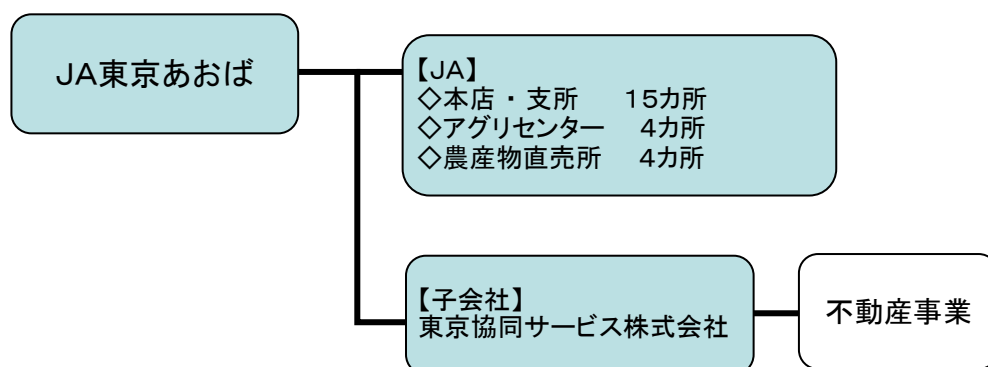 JA東京あおば
【JA】
◇本店・支所 15カ所
◇アグリセンター 4カ所
◇農産物直売所 4カ所
【子会社】
東京協同サービス株式会社
不動産事業